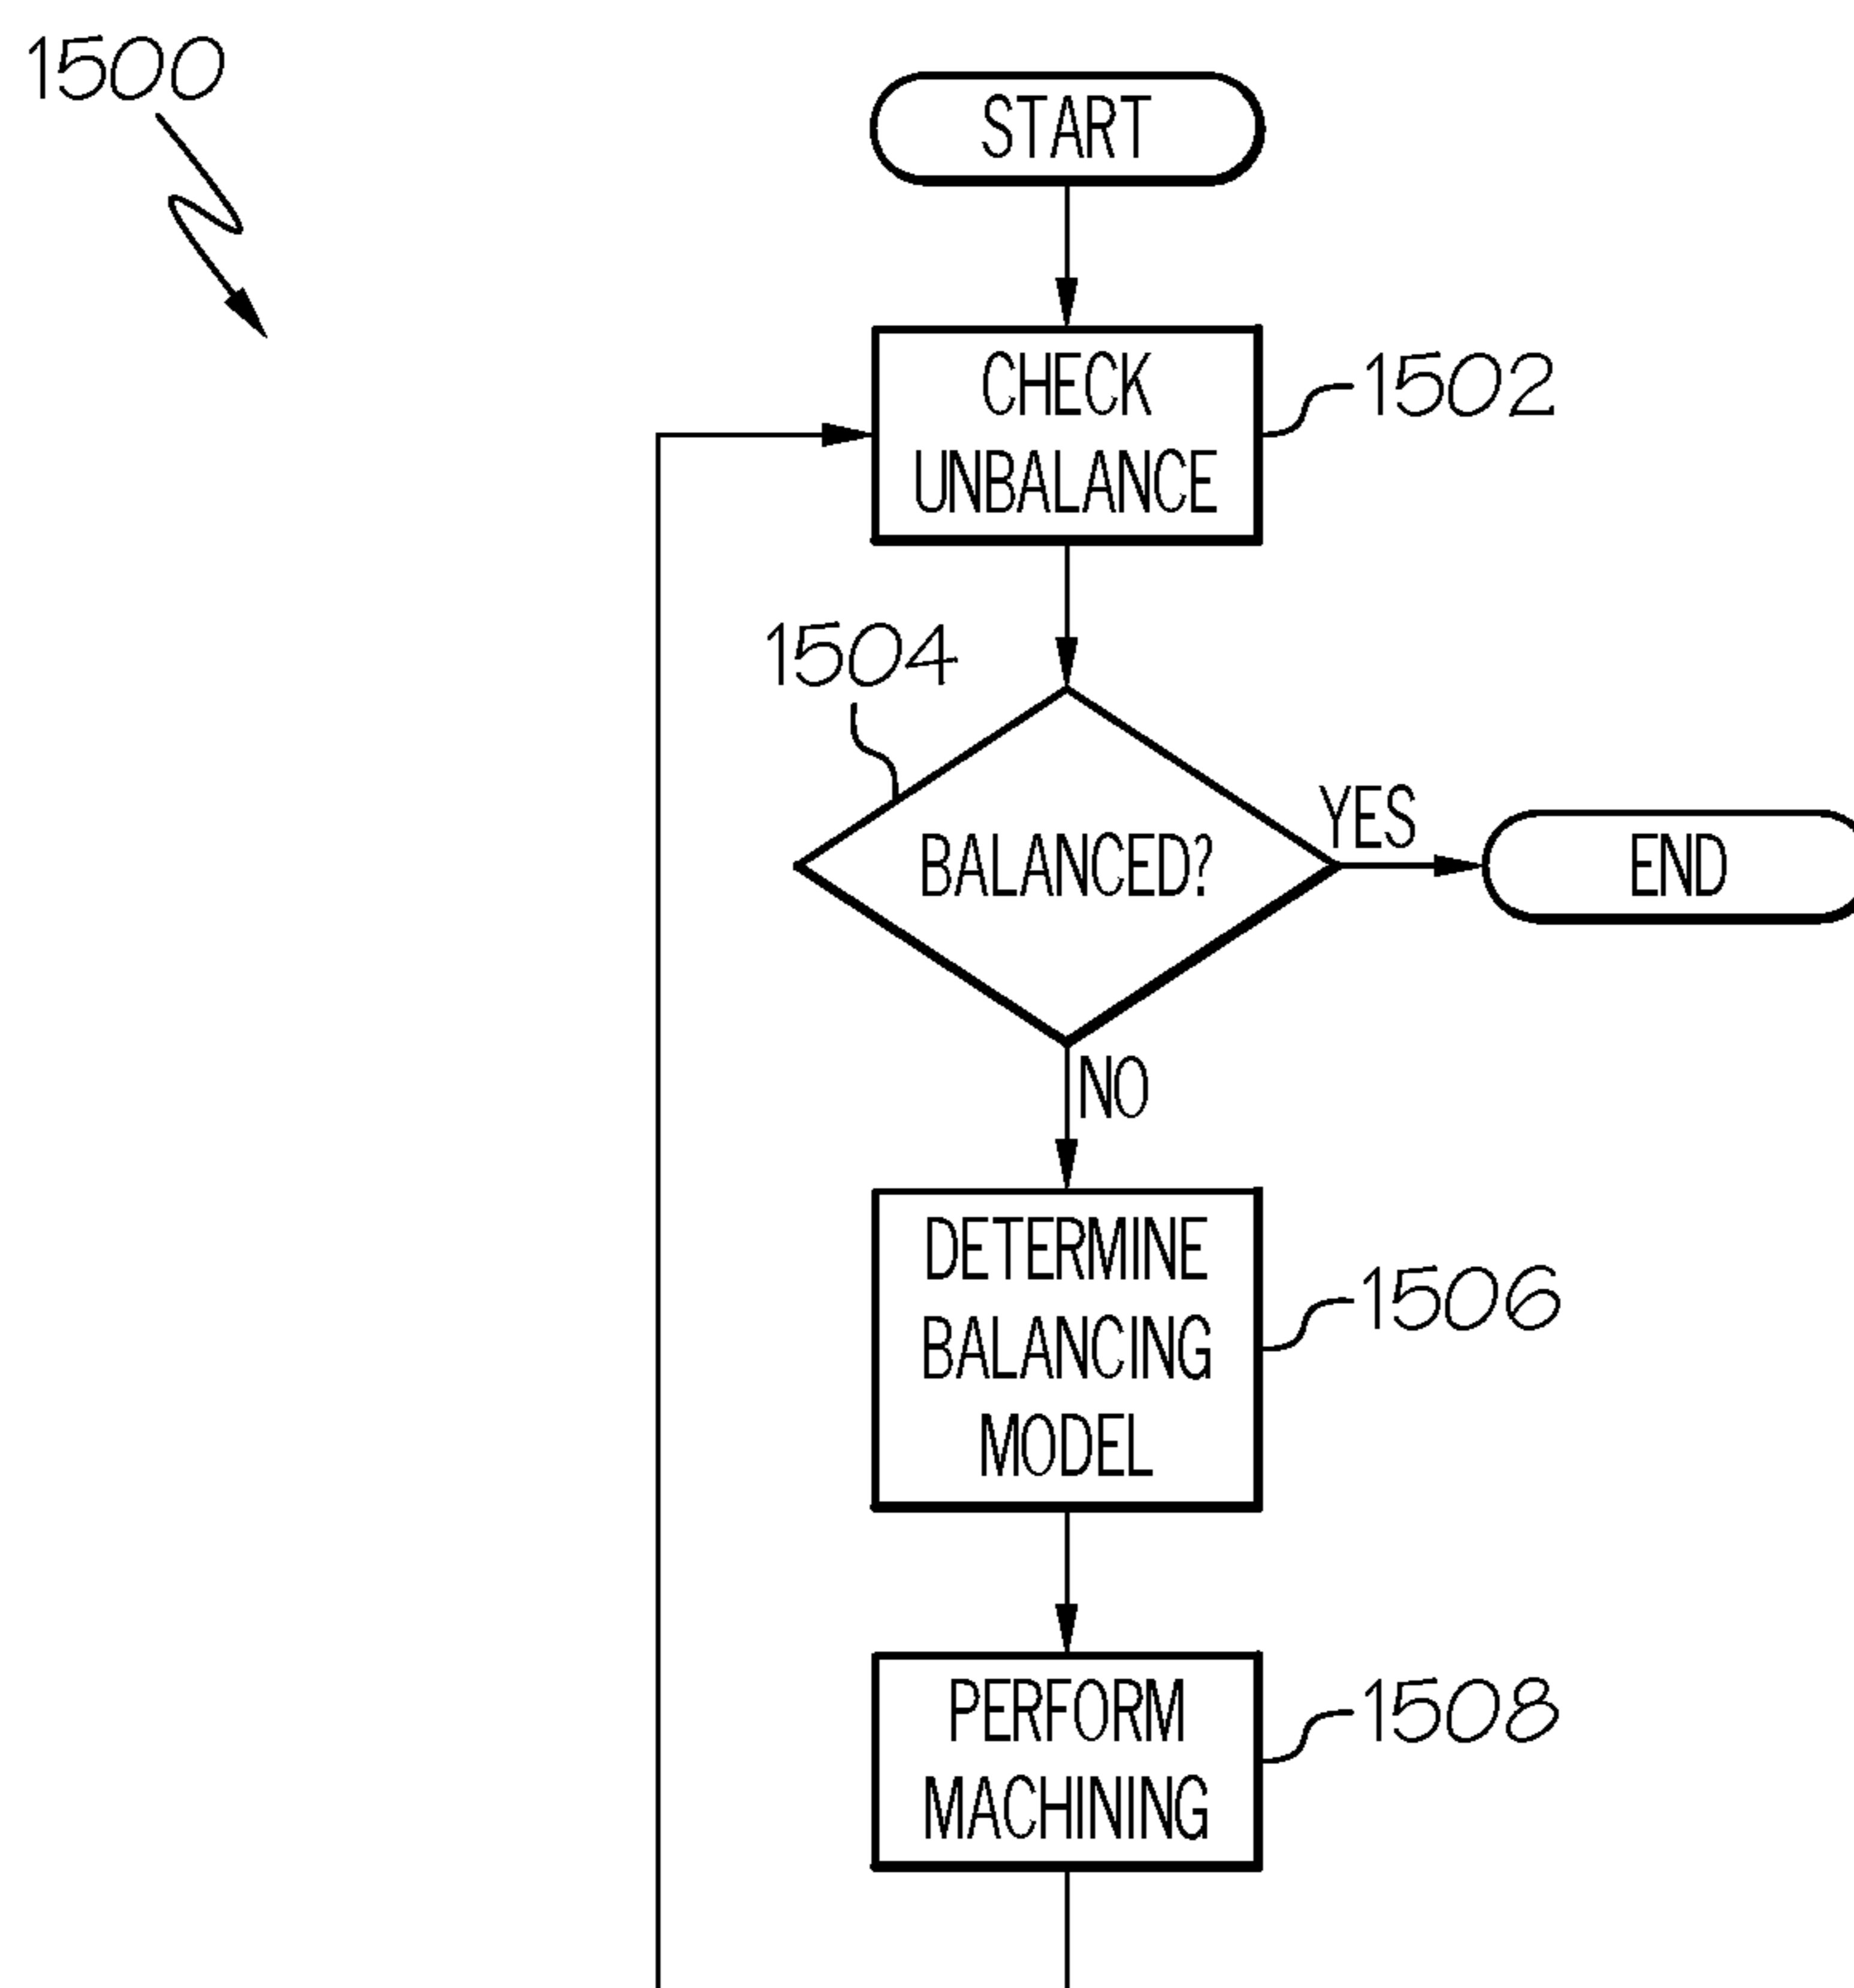 1500
START
CHECK
UNBALANCE
1502
1504
BALANCED?
YES
END
NO
DETERMINE
BALANCING
MODEL
1506
PERFORM
MACHINING
1508